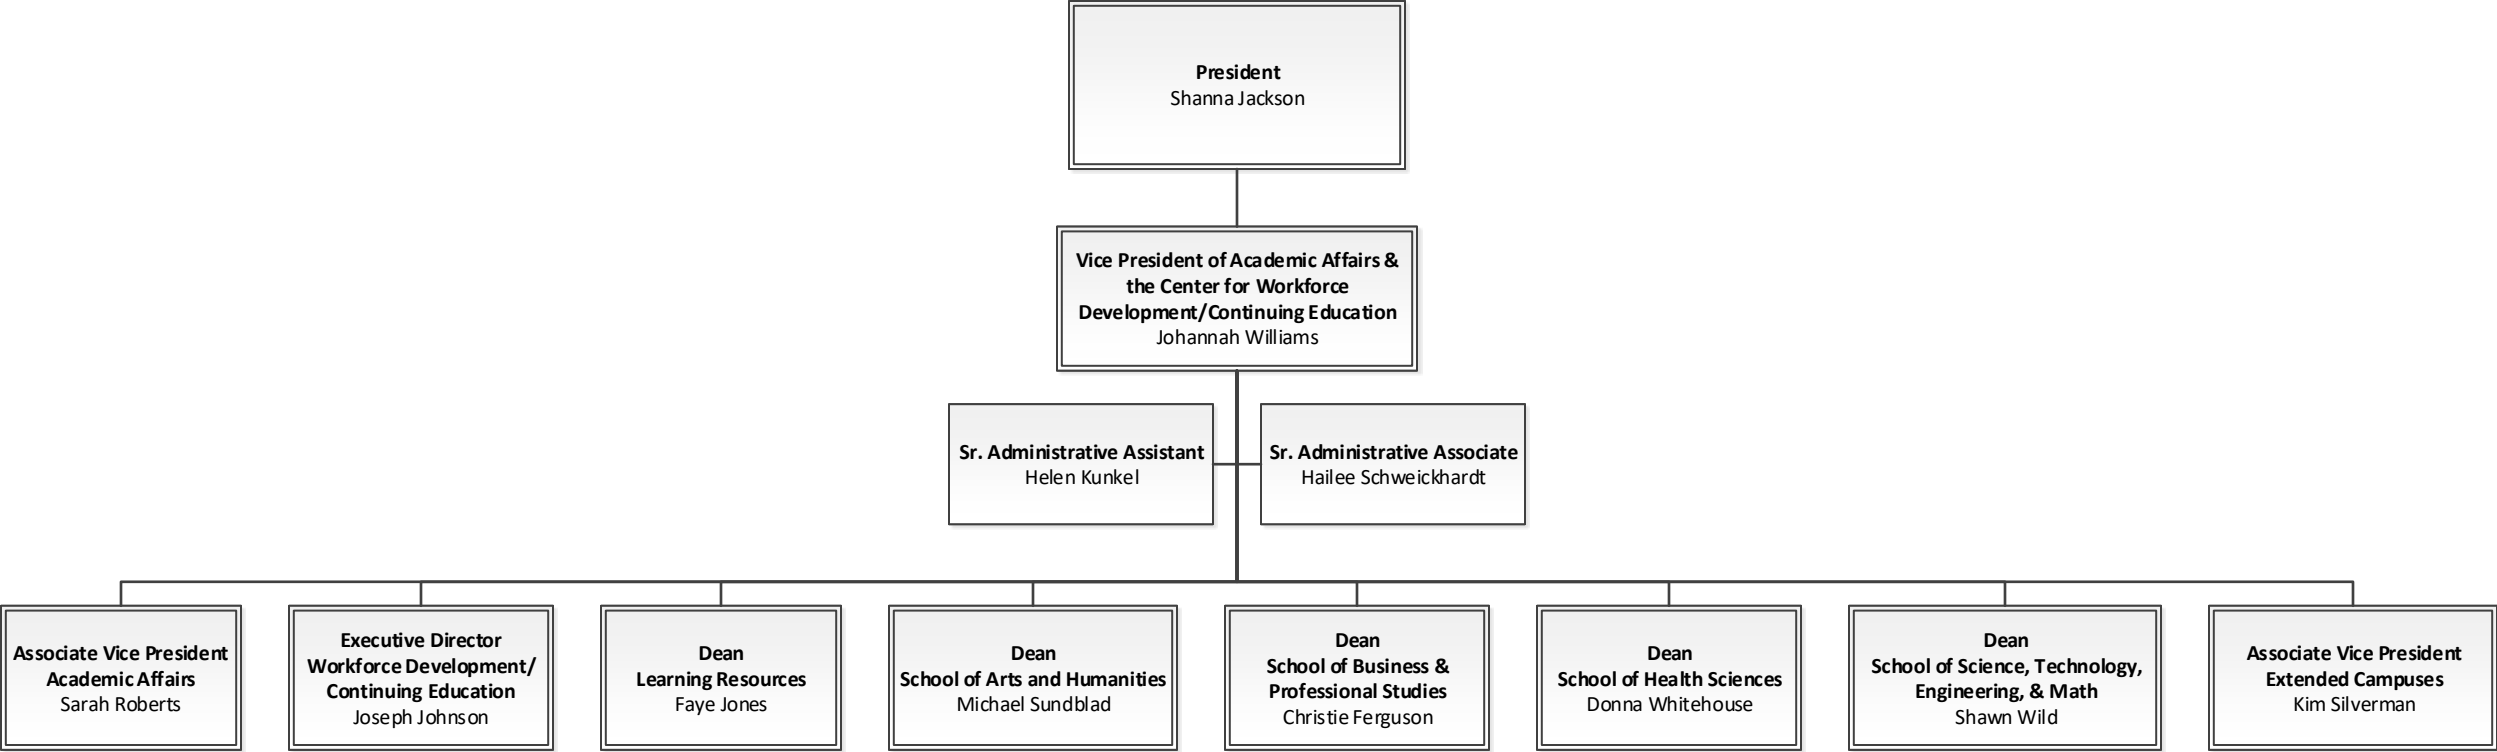 President
Shanna Jackson
Vice President of Academic Affairs &
the Center for Workforce
Development/Continuing Education
Johannah Williams
Sr. Administrative Assistant
Helen Kunkel
Sr. Administrative Associate
Hailee Schweickhardt
Associate Vice President
Academic Affairs
Sarah Roberts
Executive Director
Workforce Development/
Continuing Education
Joseph Johnson
Dean
Learning Resources
Faye Jones
Dean
School of Arts and Humanities
Michael Sundblad
Dean
School of Business &
Professional Studies
Christie Ferguson
Dean
School of Health Sciences
Donna Whitehouse
Dean
School of Science, Technology,
Engineering, & Math
Shawn Wild
Associate Vice President
Extended Campuses
Kim Silverman